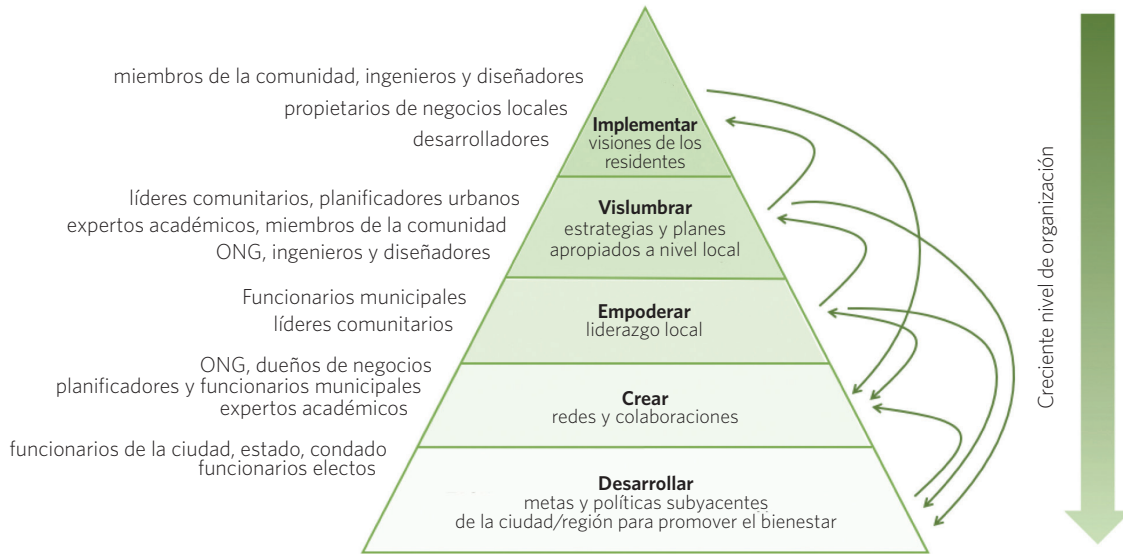 miembros de la comunidad, ingenieros y diseñadores
propietarios de negocios locales
desarrolladores
Implementar
visiones de los
residentes
líderes comunitarios, planificadores urbanos
expertos académicos, miembros de la comunidad
ONG, ingenieros y diseñadores
Vislumbrar
estrategias y planes
apropiados a nivel local
Funcionarios municipales
líderes comunitarios
Empoderar
liderazgo local
ONG, dueños de negocios
planificadores y funcionarios municipales
expertos académicos
Crear
redes y colaboraciones
funcionarios de la ciudad, estado, condado
funcionarios electos
Desarrollar
metas y políticas subyacentes
de la ciudad/región para promover el bienestar
Creciente nivel de organización